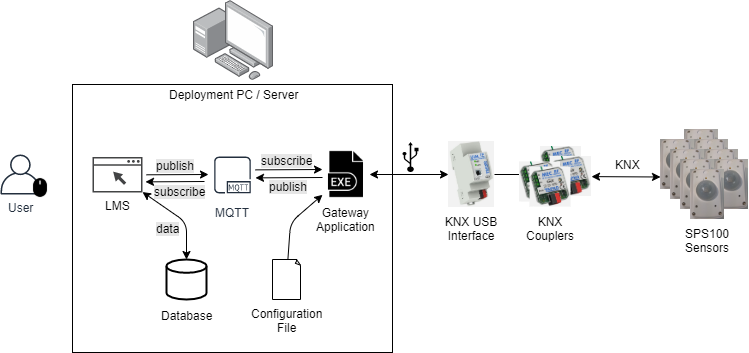 Deployment PC / Server
publish
subscribe
subscribe
publish
MQTT
EXE
User
LMS
MQTT
Gateway
Application
data
Database
Configuration
File
KNX USB
Interface
KNX
Couplers
KNX
SPS100
Sensors